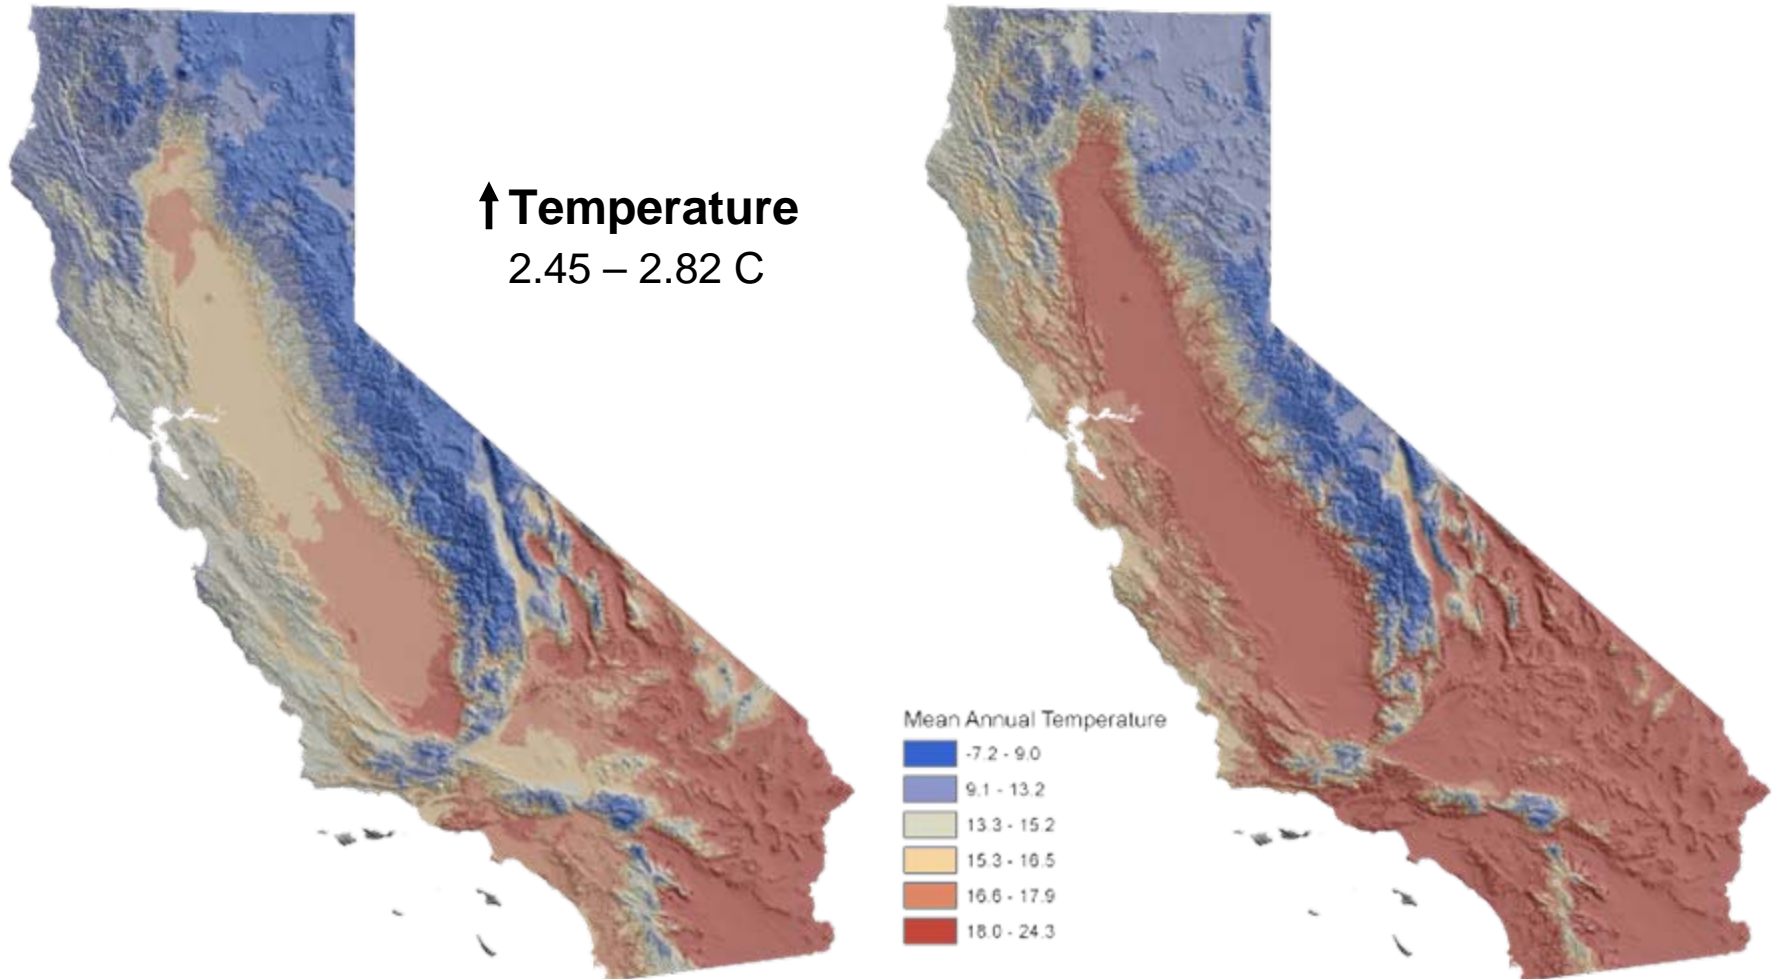 ↑ Temperature
2.45 – 2.82 C
Mean Annual Temperature
-7.2 - 9.0
9.1 - 13.2
13.3 - 15.2
15.3 - 16.5
16.6 - 17.9
18.0 - 24.3